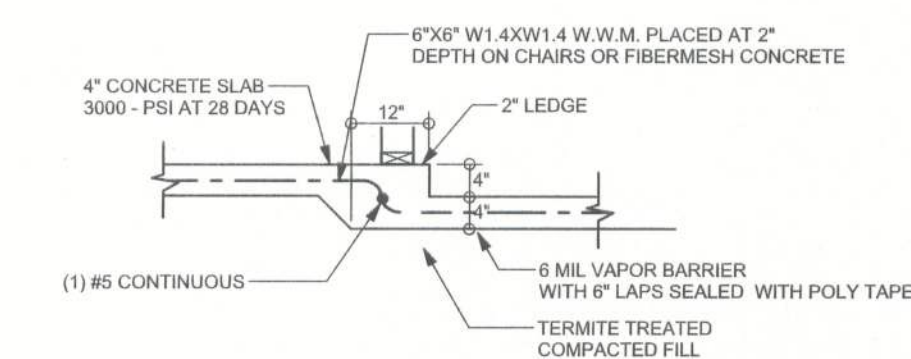 6"X6" W1.4XW1.4 W.W.M. PLACED AT 2"
DEPTH ON CHAIRS OR FIBERMESH CONCRETE
4" CONCRETE SLAB
3000 - PSI AT 28 DAYS
12"
2" LEDGE
4"
4"
(1) #5 CONTINUOUS
6 MIL VAPOR BARRIER
WITH 6" LAPS SEALED WITH POLY TAPE
TERMITE TREATED
COMPACTED FILL